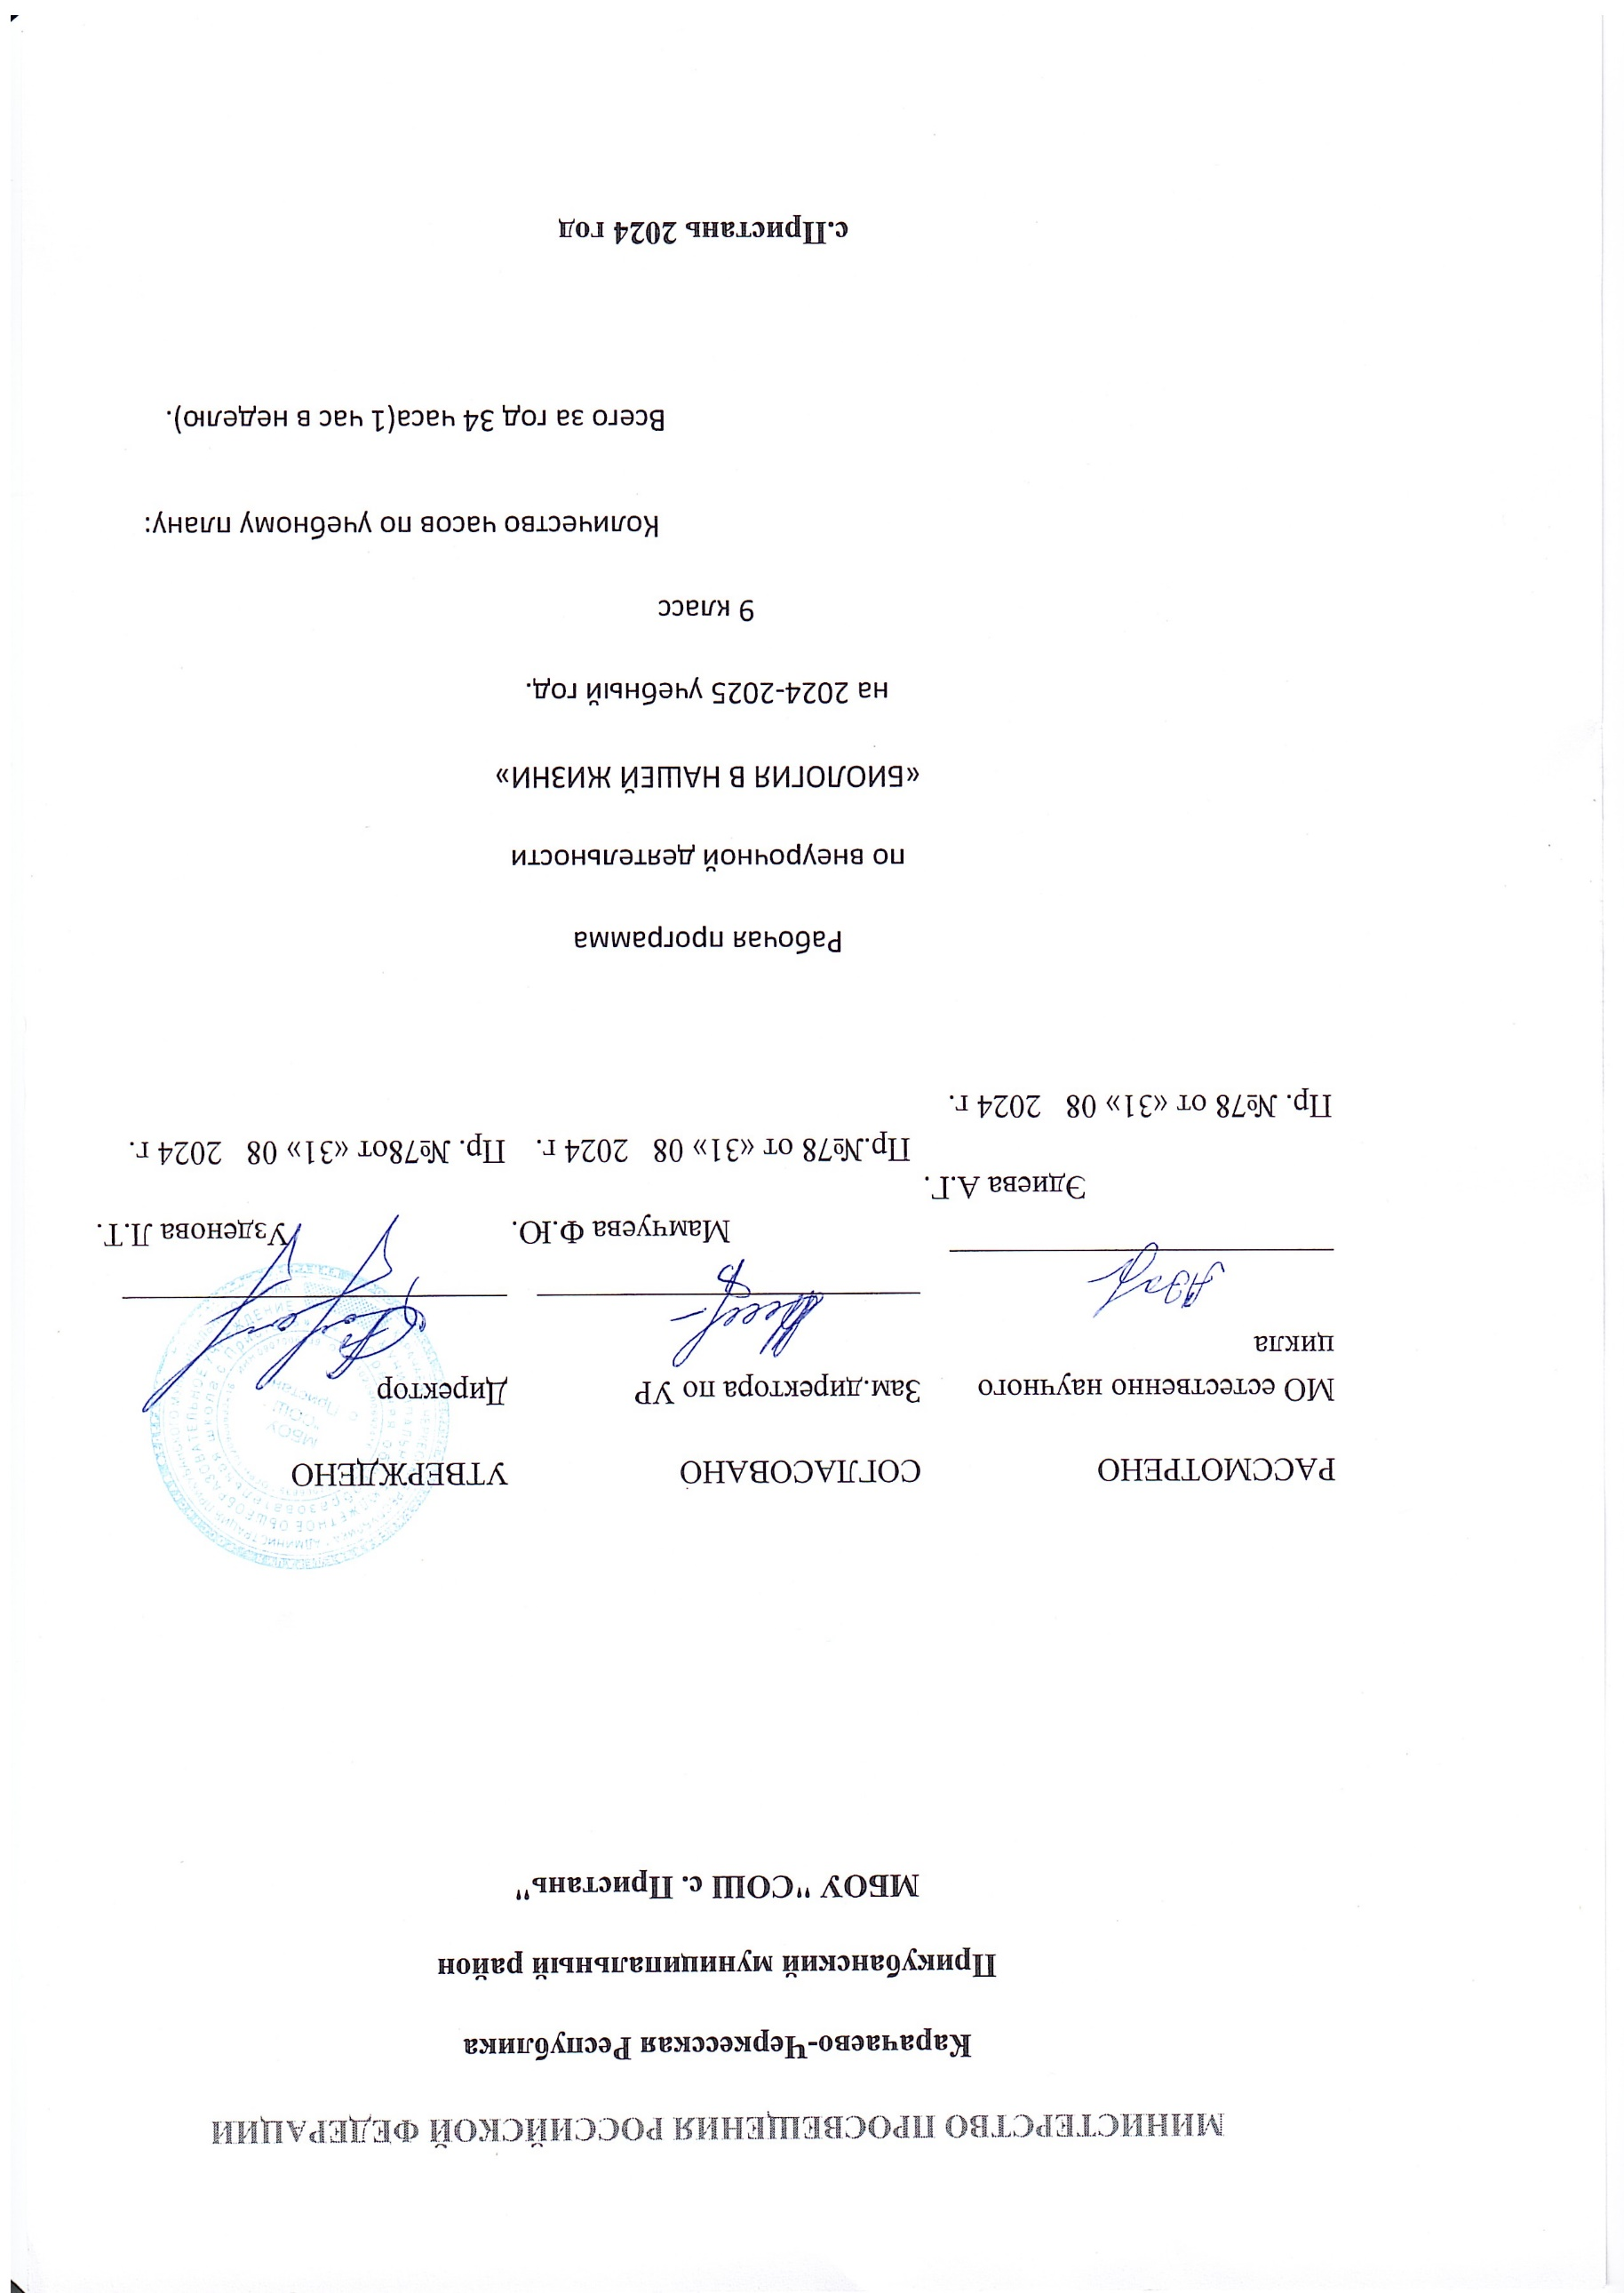 МИНИСТЕРСТВО ПРОСВЕЩЕНИЯ РОССИЙСКОЙ ФЕДЕРАЦИИ
Карачаево-Черкесская Республика
Прикубанский муниципальный район
МБОУ "СОШ с. Пристань"
РАССМОТРЕНО
МО естественно научного
цикла
Эдиева А.Г.
Пр. №78 от «31» 08 2024 г.
СОГЛАСОВАНО
Зам.директора по УР
Мамчуева Ф.Ю.
Пр.№78 от «31» 08 2024 г.
УТВЕРЖДЕНО
Директор
Узденова Л.Т.
Пр. №78от «31» 08 2024 г.
МБОУ
"СОШ
с. Пристань"
Рабочая программа
по внеурочной деятельности
«БИОЛОГИЯ В НАШЕЙ ЖИЗНИ»
на 2024-2025 учебный год.
9 класс
Количество часов по учебному плану:
Всего за год 34 часа(1 час в неделю).
с.Пристань 2024 год